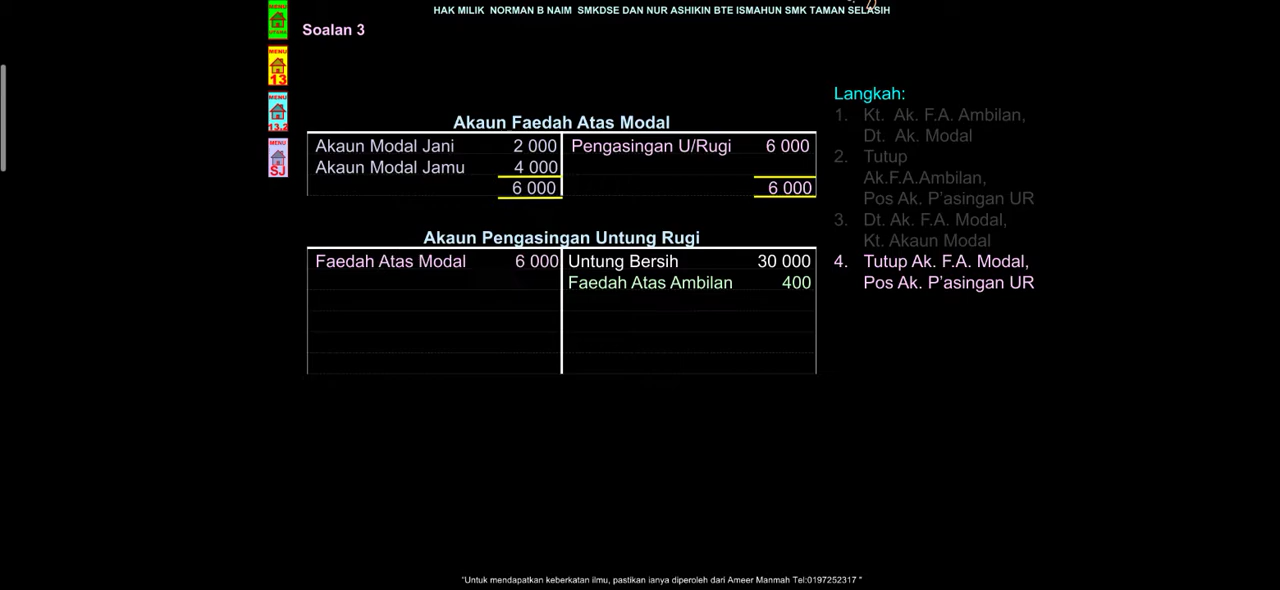 HAK MILIK NORMAN B NAIM SMKDSE DAN NUR ASHIKIN BTE ISMAHUN SMK TAMAN SELASIH
MENU
UTAMA
Soalan 3
MENU
13
MENU
13.2
MENU
SJ
Akaun Faedah Atas Modal
Akaun Modal Jani 2 000 Pengasingan U/Rugi 6 000
Akaun Modal Jamu 4 000
6 000 6 000
Akaun Pengasingan Untung Rugi
Faedah Atas Modal 6 000 Untung Bersih 30 000
Faedah Atas Ambilan 400
Langkah:
1. Kt. Ak. F.A. Ambilan,
Dt. Ak. Modal
2. Tutup
Ak.F.A.Ambilan,
Pos Ak. P'asingan UR
3. Dt. Ak. F.A. Modal,
Kt. Akaun Modal
4. Tutup Ak. F.A. Modal,
Pos Ak. P'asingan UR
"Untuk mendapatkan keberkatan ilmu, pastikan ianya diperoleh dari Ameer Manmah Tel:0197252317 "